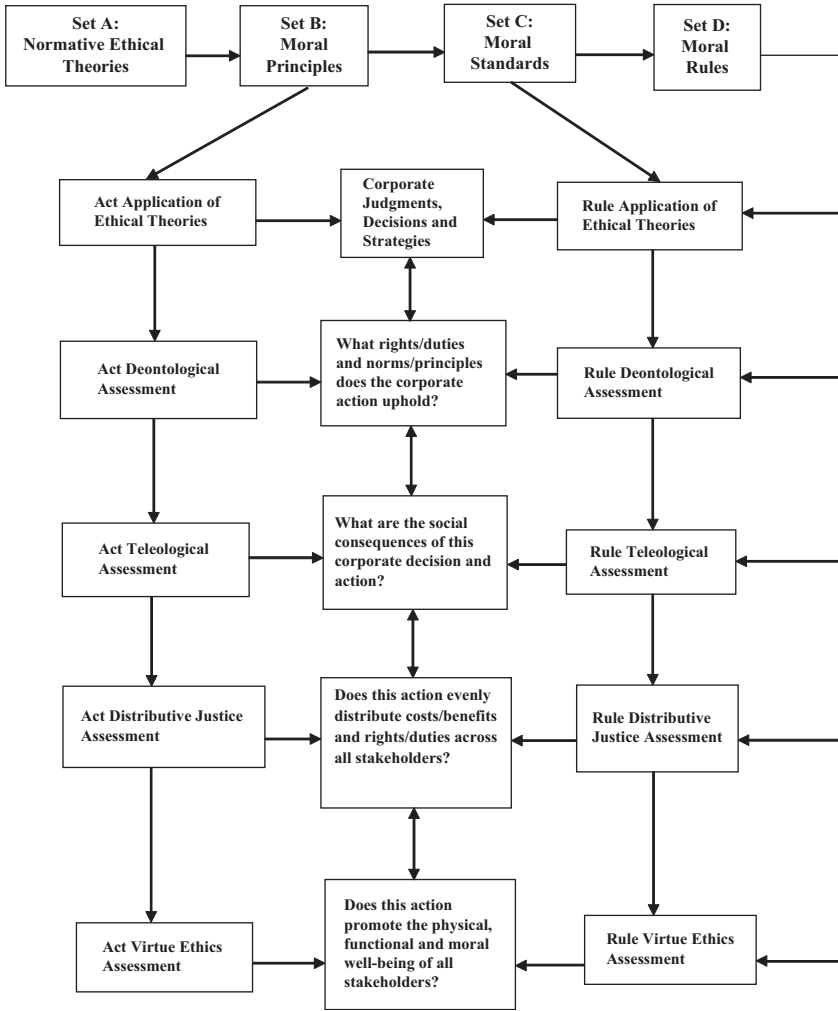 Set A:
Normative Ethical
Theories
Set B:
Moral
Principles
Set C:
Moral
Standards
Set D:
Moral
Rules
Act Application of
Ethical Theories
Corporate
Judgments,
Decisions and
Strategies
Rule Application of
Ethical Theories
Act Deontological
Assessment
What rights/duties
and norms/principles
does the corporate
action uphold?
Rule Deontological
Assessment
Act Teleological
Assessment
What are the social
consequences of this
corporate decision and
action?
Rule Teleological
Assessment
Act Distributive Justice
Assessment
Does this action evenly
distribute costs/benefits
and rights/duties across
all stakeholders?
Rule Distributive
Justice Assessment
Act Virtue Ethics
Assessment
Does this action
promote the physical,
functional and moral
well-being of all
stakeholders?
Rule Virtue Ethics
Assessment